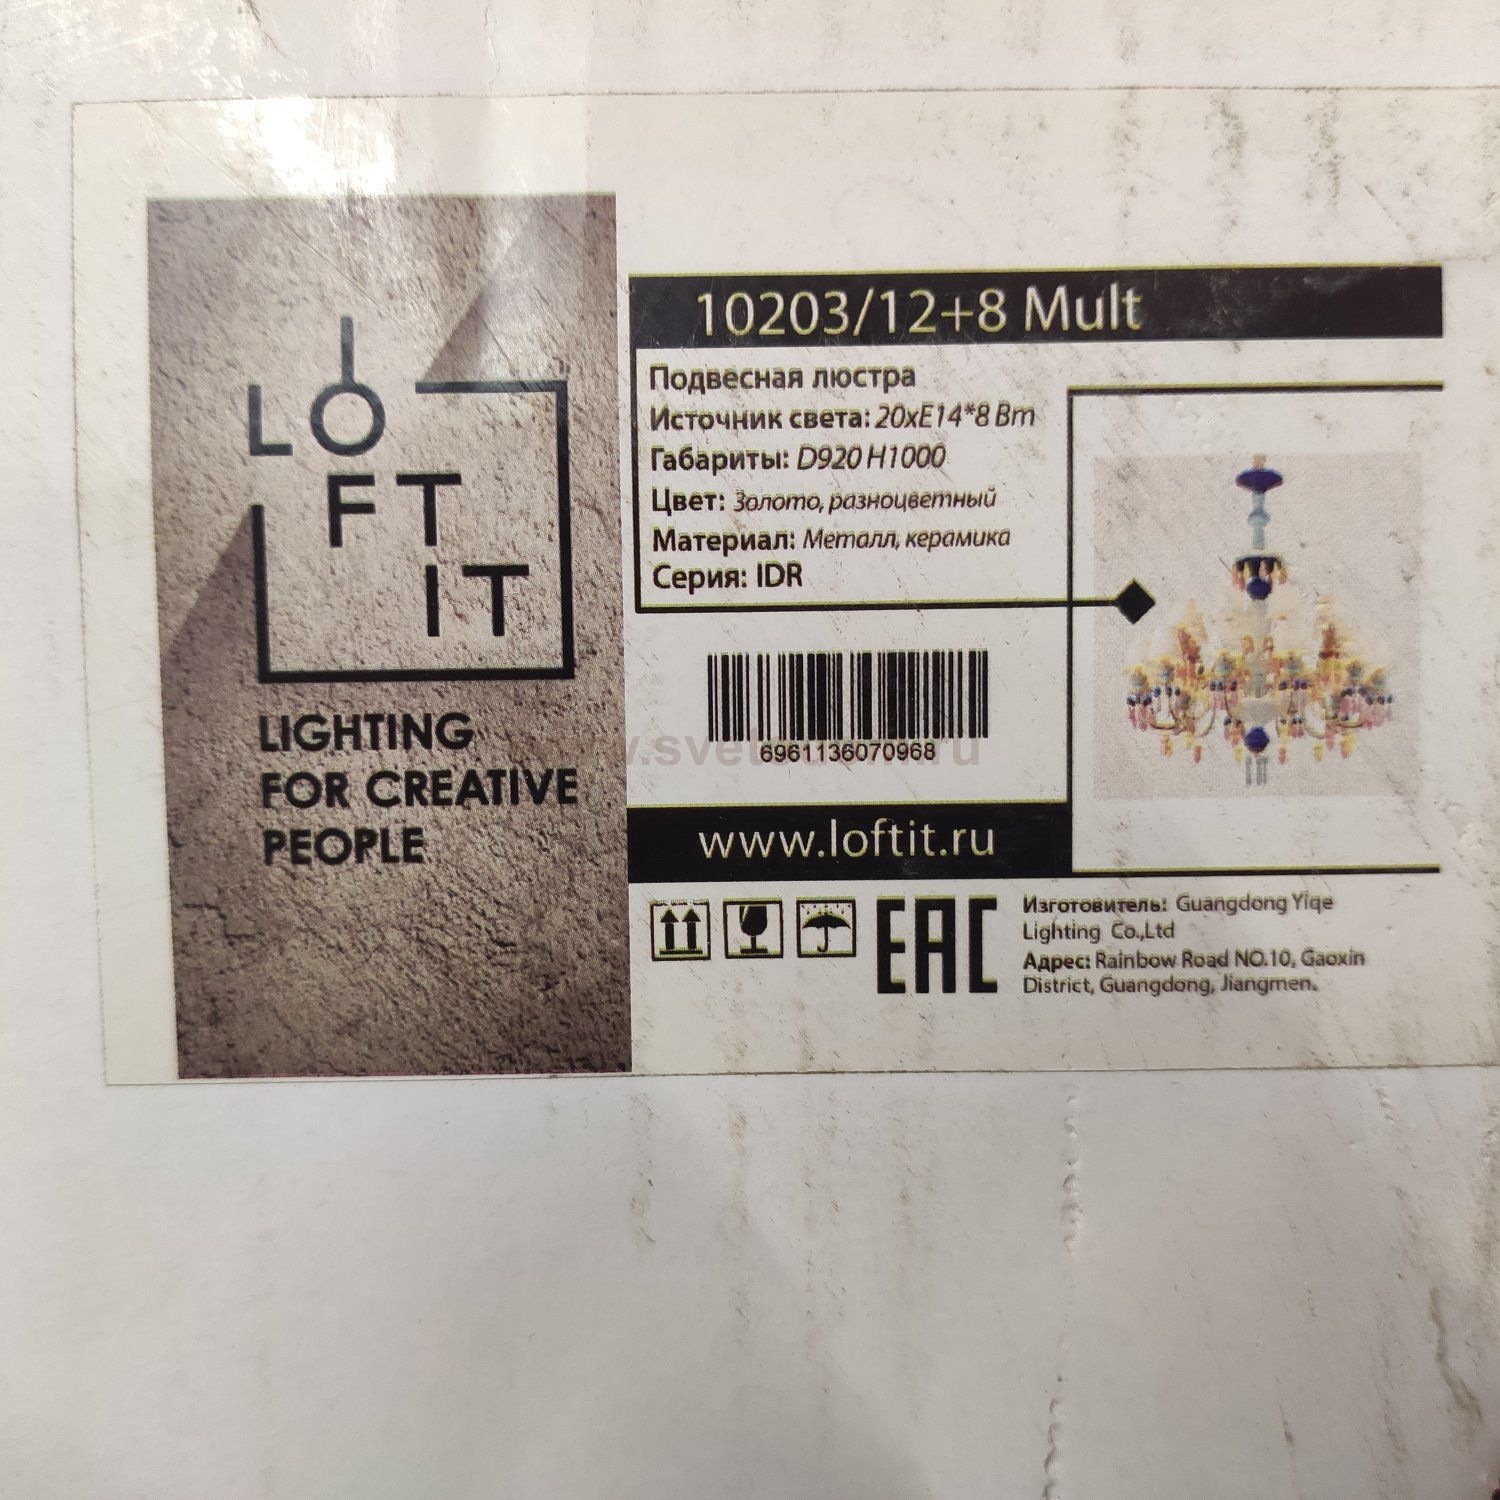 LOFT IT
LIGHTING
FOR CREATIVE
PEOPLE
10203/12+8 Mult
Подвесная люстра
Источник света: 20xE14*8 Вт
Габариты: D920 H1000
Цвет: Золото, разноцветный
Материал: Металл, керамика
Серия: IDR
6961136070968
www.loftit.ru
EAC
Изготовитель: Guangdong Yiqe
Lighting Co.,Ltd
Адрес: Rainbow Road NO.10, Gaoxin
District, Guangdong, Jiangmen.